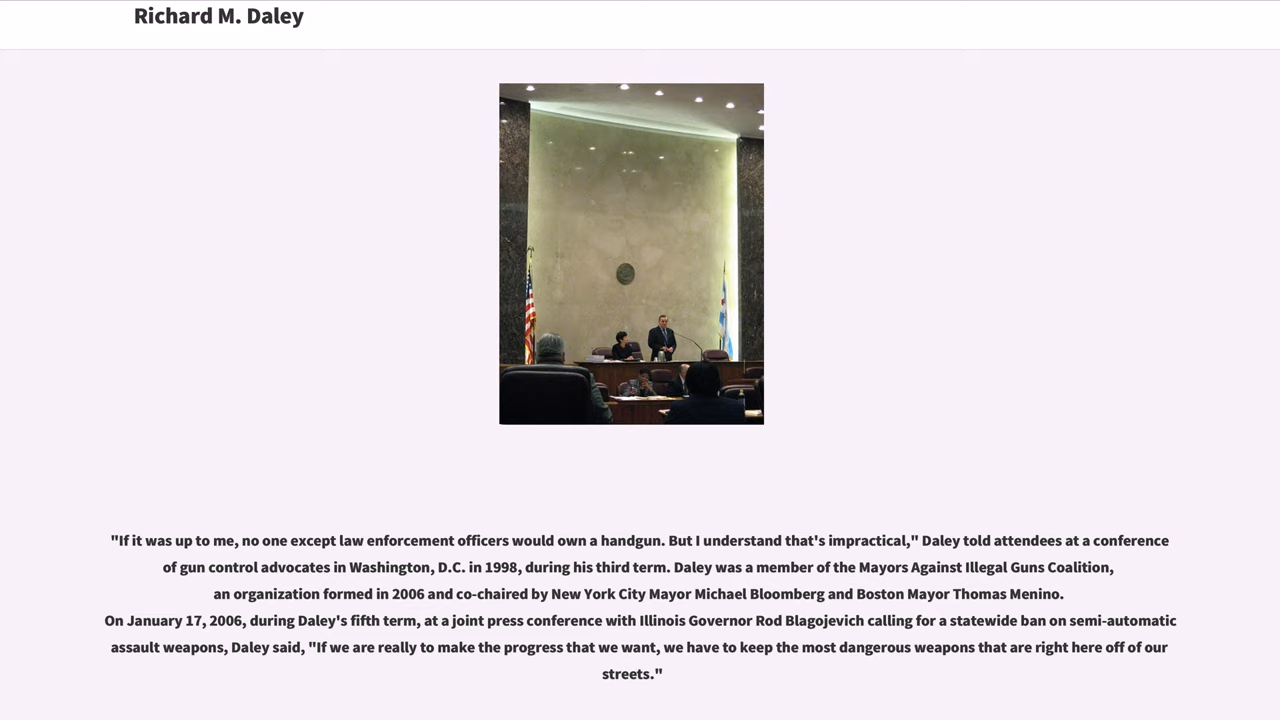 Richard M. Daley
"If it was up to me, no one except law enforcement officers would own a handgun. But I understand that's impractical," Daley told attendees at a conference
of gun control advocates in Washington, D.C. in 1998, during his third term. Daley was a member of the Mayors Against Illegal Guns Coalition,
an organization formed in 2006 and co-chaired by New York City Mayor Michael Bloomberg and Boston Mayor Thomas Menino.
On January 17, 2006, during Daley's fifth term, at a joint press conference with Illinois Governor Rod Blagojevich calling for a statewide ban on semi-automatic
assault weapons, Daley said, "If we are really to make the progress that we want, we have to keep the most dangerous weapons that are right here off of our
streets."